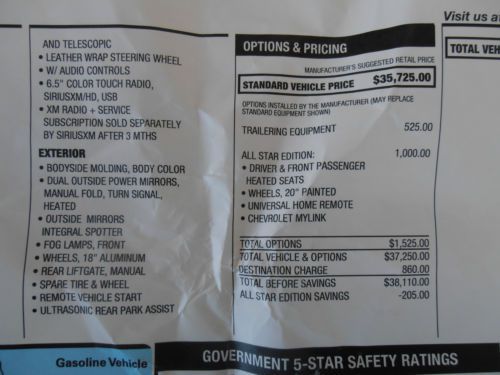 Visit us a
AND TELESCOPIC
• LEATHER WRAP STEERING WHEEL
• W/ AUDIO CONTROLS
• 6.5" COLOR TOUCH RADIO,
SIRIUSXM/HD, USB
• XM RADIO + SERVICE
SUBSCRIPTION SOLD SEPARATELY
BY SIRIUSXM AFTER 3 MTHS
EXTERIOR
• BODYSIDE MOLDING, BODY COLOR
• DUAL OUTSIDE POWER MIRRORS,
MANUAL FOLD, TURN SIGNAL,
HEATED
• OUTSIDE MIRRORS
INTEGRAL SPOTTER
• FOG LAMPS, FRONT
• WHEELS, 18" ALUMINUM
• REAR LIFTGATE, MANUAL
• SPARE TIRE & WHEEL
• REMOTE VEHICLE START
• ULTRASONIC REAR PARK ASSIST
OPTIONS & PRICING
MANUFACTURER'S SUGGESTED RETAIL PRICE
STANDARD VEHICLE PRICE $35,725.00
OPTIONS INSTALLED BY THE MANUFACTURER (MAY REPLACE
STANDARD EQUIPMENT SHOWN)
TRAILERING EQUIPMENT 525.00
ALL STAR EDITION: 1,000.00
• DRIVER & FRONT PASSENGER
HEATED SEATS
• WHEELS, 20" PAINTED
• UNIVERSAL HOME REMOTE
• CHEVROLET MYLINK
TOTAL OPTIONS $1,525.00
TOTAL VEHICLE & OPTIONS $37,250.00
DESTINATION CHARGE 860.00
TOTAL BEFORE SAVINGS $38,110.00
ALL STAR EDITION SAVINGS -205.00
TOTAL VEH
Gasoline Vehicle
GOVERNMENT 5-STAR SAFETY RATINGS